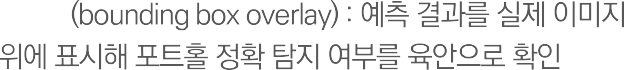 (bounding box overlay) : 예측 결과를 실제 이미지
위에 표시해 포트홀 정확 탐지 여부를 육안으로 확인